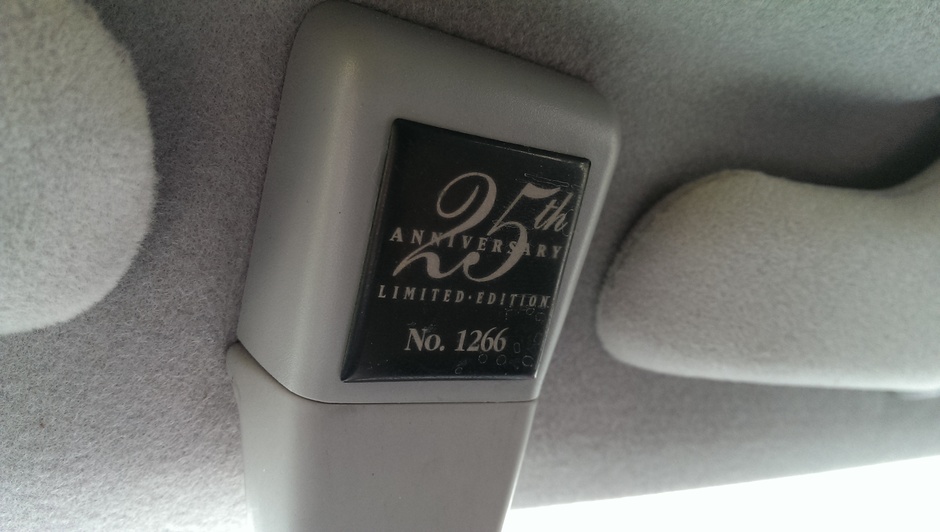 25th
ANNIVERSARY
LIMITED·EDITION
No. 1266